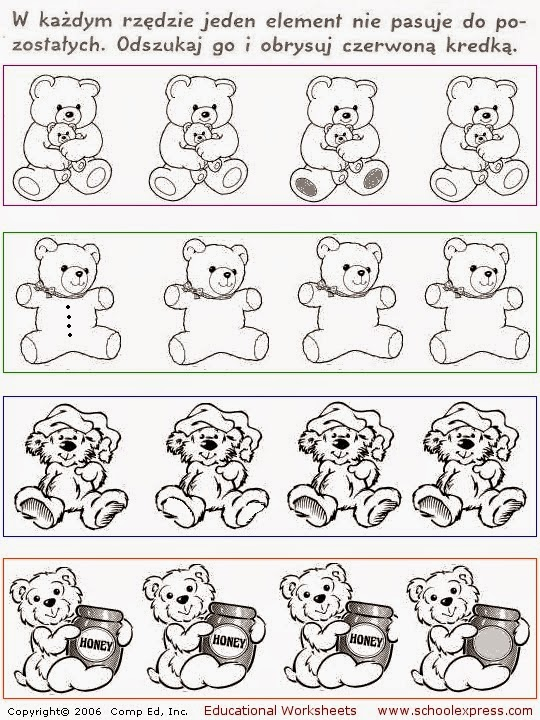 W każdym rzędzie jeden element nie pasuje do po-
zostałych. Odszukaj go i obrysuj czerwoną kredką.
HONEY
HONEY
HONEY
Copyright© 2006 Comp Ed, Inc. Educational Worksheets www.schoolexpress.com